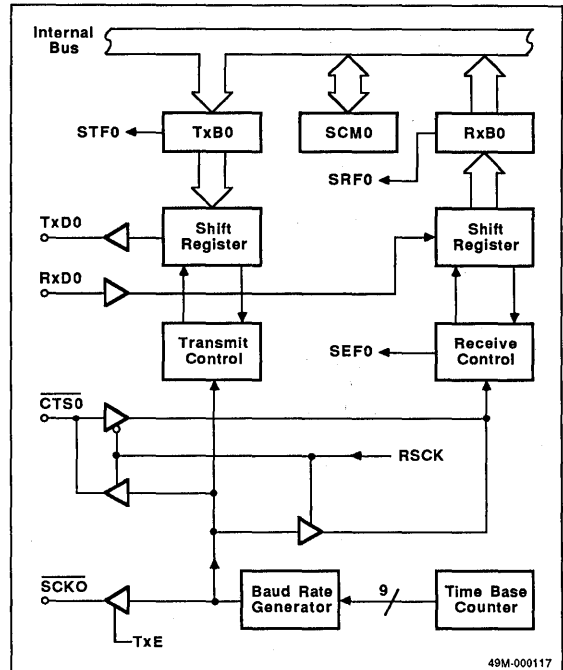 Internal
Bus
STF0
TxB0
SCM0
RxB0
SRF0
TxD0
Shift
Register
Shift
Register
RxD0
Transmit
Control
SEF0
Receive
Control
CTS0
RSCK
SCKO
Baud Rate
Generator
9
Time Base
Counter
TxE
49M-000117